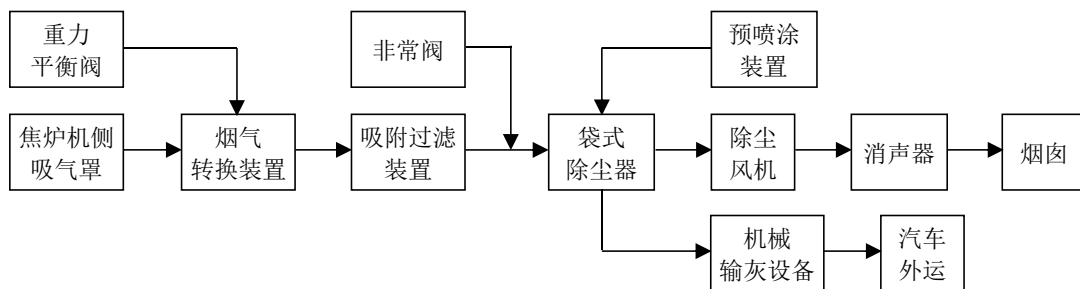 重力
平衡阀
非常阀
预喷涂
装置
焦炉机侧
吸气罩
烟气
转换装置
吸附过滤
装置
袋式
除尘器
除尘
风机
消声器
烟囱
机械
输灰设备
汽车
外运